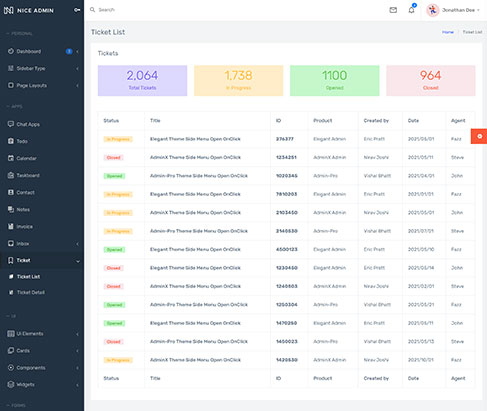 NICE ADMIN
Search
Jonathan Doe
PERSONAL
Dashboard
Sidebar Type
Page Layouts
APPS
Chat Apps
Todo
Calendar
Taskboard
Contact
Notes
Invoice
Inbox
Ticket
Ticket List
Ticket Detail
UI
Ui Elements
Cards
Components
Widgets
FORMS
Ticket List
Home Ticket List
Tickets
2,064 1,738 1100 964
Total Tickets In Progress Opened Closed
Status Title ID Product Created by Date Agent
In Progress Elegant Theme Side Menu Open OnClick 276377 Elegant Admin Eric Pratt 2021/05/01 Fazz
Closed AdminX Theme Side Menu Open OnClick 1234251 AdminX Admin Nirav Joshi 2021/05/11 Steve
Opened Admin-Pro Theme Side Menu Open OnClick 1020345 Admin-Pro Vishal Bhatt 2021/04/01 John
In Progress Elegant Theme Side Menu Open OnClick 7810203 Elegant Admin Eric Pratt 2021/01/01 Fazz
In Progress AdminX Theme Side Menu Open OnClick 2103450 AdminX Admin Nirav Joshi 2021/05/01 John
In Progress Admin-Pro Theme Side Menu Open OnClick 2140530 Admin-Pro Vishal Bhatt 2021/07/01 Steve
Opened Elegant Theme Side Menu Open OnClick 4500123 Elegant Admin Eric Pratt 2021/05/10 Fazz
Closed Elegant Theme Side Menu Open OnClick 1230450 Elegant Admin Eric Pratt 2021/05/14 John
Closed AdminX Theme Side Menu Open OnClick 1240503 AdminX Admin Nirav Joshi 2021/02/01 Steve
Opened Admin-Pro Theme Side Menu Open OnClick 1250304 Admin-Pro Vishal Bhatt 2021/05/21 Fazz
Opened Elegant Theme Side Menu Open OnClick 1470250 Elegant Admin Eric Pratt 2021/05/11 John
Closed Admin-Pro Theme Side Menu Open OnClick 1450023 Admin-Pro Vishal Bhatt 2021/05/13 Steve
In Progress AdminX Theme Side Menu Open OnClick 1420530 AdminX Admin Nirav Joshi 2021/10/01 Fazz
Status Title ID Product Created by Date Agent